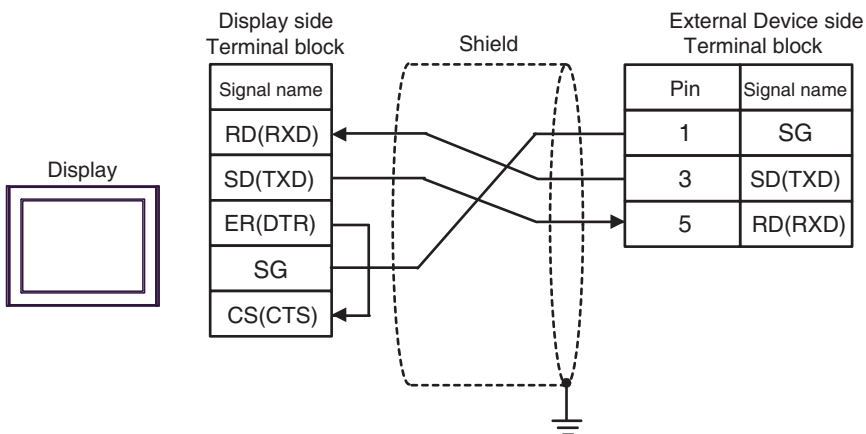 Display side
Terminal block
Shield
External Device side
Terminal block
Signal name
Pin
Signal name
RD(RXD)
1
SG
Display
SD(TXD)
3
SD(TXD)
ER(DTR)
5
RD(RXD)
SG
CS(CTS)